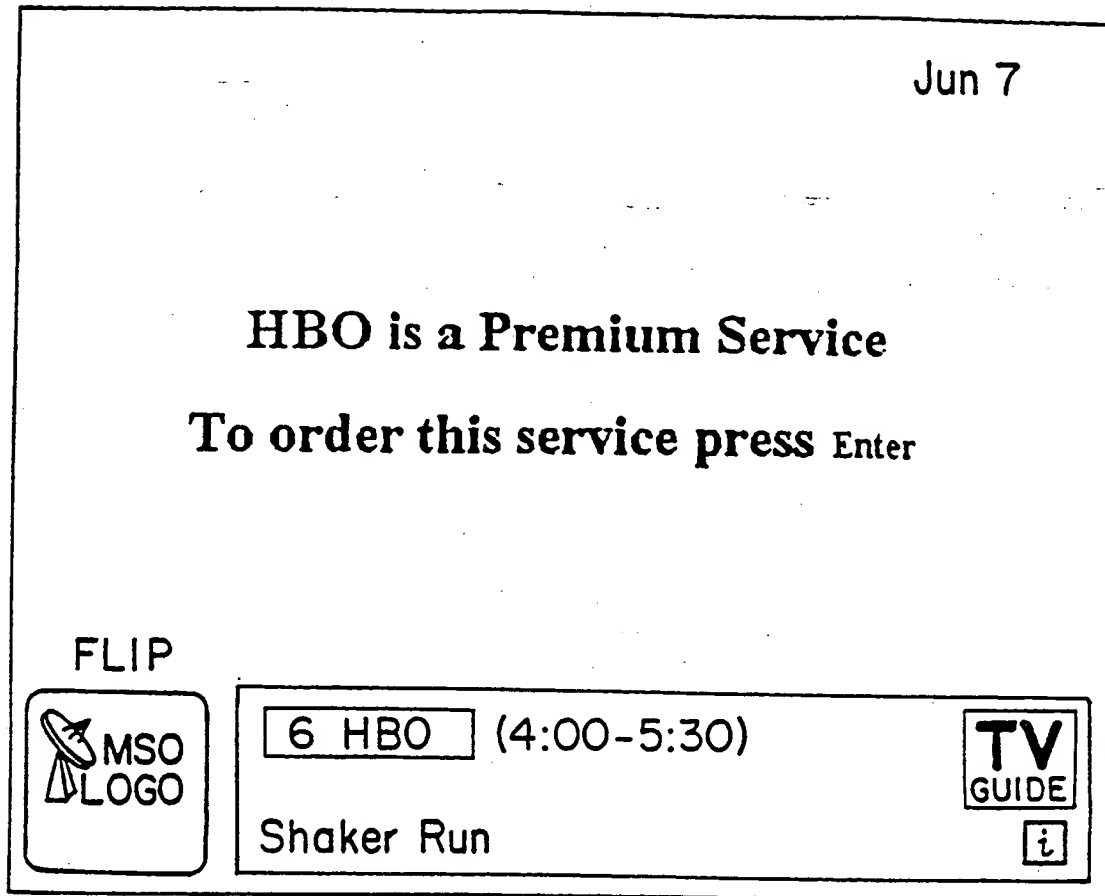 Jun 7
HBO is a Premium Service
To order this service press Enter
FLIP
MSO
LOGO
6 HBO (4:00-5:30)
TV
GUIDE
Shaker Run
i